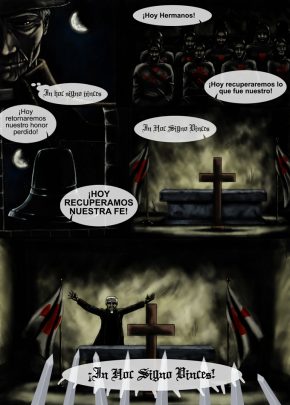 In hoc signo vinces
¡Hoy Hermanos!
¡Hoy recuperaremos lo
que fue nuestro!
¡Hoy
retornaremos
nuestro honor
perdido!
¡HOY
RECUPERAMOS
NUESTRA FE!
In Hoc Signo Vinces
¡In Hoc Signo Vinces!